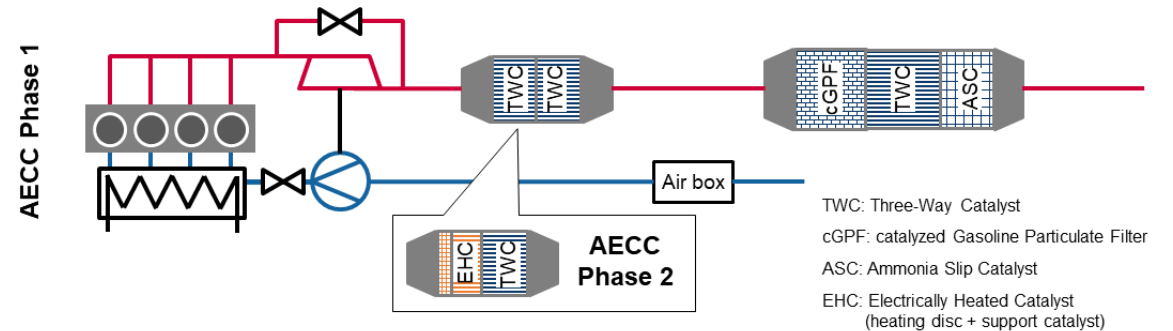 AECC Phase 1
TWC
TWC
cGPF
TWC
ASC
Air box
EHC
TWC
AECC
Phase 2
TWC: Three-Way Catalyst
cGPF: catalyzed Gasoline Particulate Filter
ASC: Ammonia Slip Catalyst
EHC: Electrically Heated Catalyst
(heating disc + support catalyst)